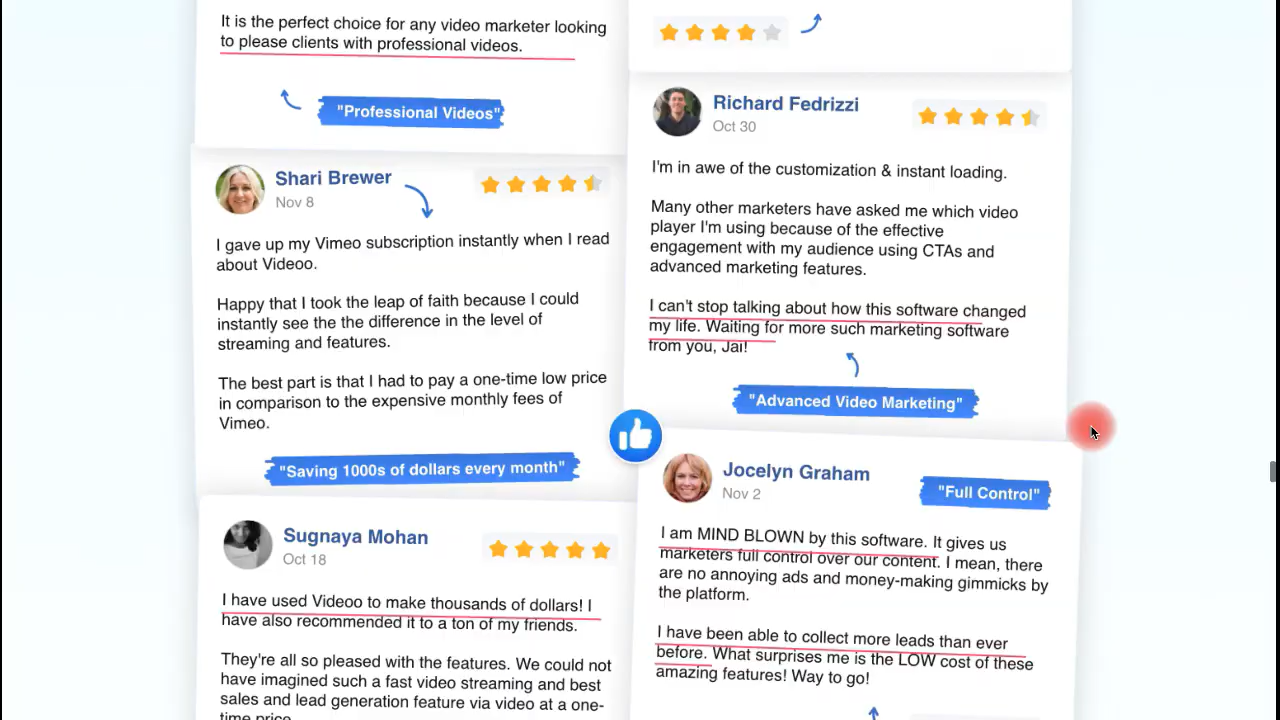 It is the perfect choice for any video marketer looking
to please clients with professional videos.
"Professional Videos"
Shari Brewer
Nov 8
I gave up my Vimeo subscription instantly when I read
about Videoo.
Happy that I took the leap of faith because I could
instantly see the the difference in the level of
streaming and features.
The best part is that I had to pay a one-time low price
in comparison to the expensive monthly fees of
Vimeo.
"Saving 1000s of dollars every month"
Sugnaya Mohan
Oct 18
I have used Videoo to make thousands of dollars! I
have also recommended it to a ton of my friends.
They're all so pleased with the features. We could not
have imagined such a fast video streaming and best
sales and lead generation feature via video at a one-
time price.
Richard Fedrizzi
Oct 30
I'm in awe of the customization & instant loading.
Many other marketers have asked me which video
player I'm using because of the effective
engagement with my audience using CTAs and
advanced marketing features.
I can't stop talking about how this software changed
my life. Waiting for more such marketing software
from you, Jai!
"Advanced Video Marketing"
Jocelyn Graham
Nov 2
"Full Control"
I am MIND BLOWN by this software. It gives us
marketers full control over our content. I mean, there
are no annoying ads and money-making gimmicks by
the platform.
I have been able to collect more leads than ever
before. What surprises me is the LOW cost of these
amazing features! Way to go!